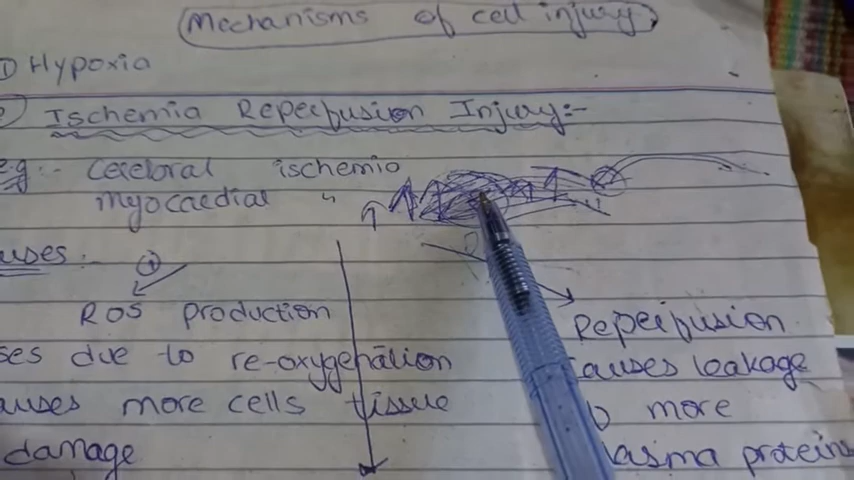 Mechanisms of cell injury
① Hypoxia
Ischemia Reperfusion Injury:-
e.g:- Cerebral ischemia
Myocardial "
uses:-
①
ROS production
Reperfusion
ses due to re-oxygenation
auses leakage
auses more cells tissue
more
damage
lasma proteins